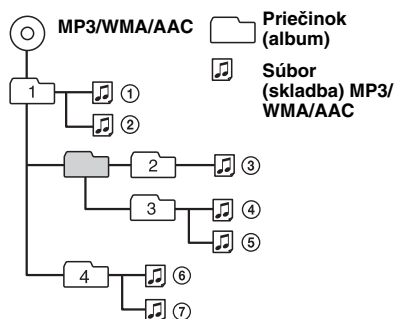 MP3/WMA/AAC
Priečinok
(album)
Súbor
(skladba) MP3/
WMA/AAC
1
①
②
2
③
3
④
⑤
4
⑥
⑦